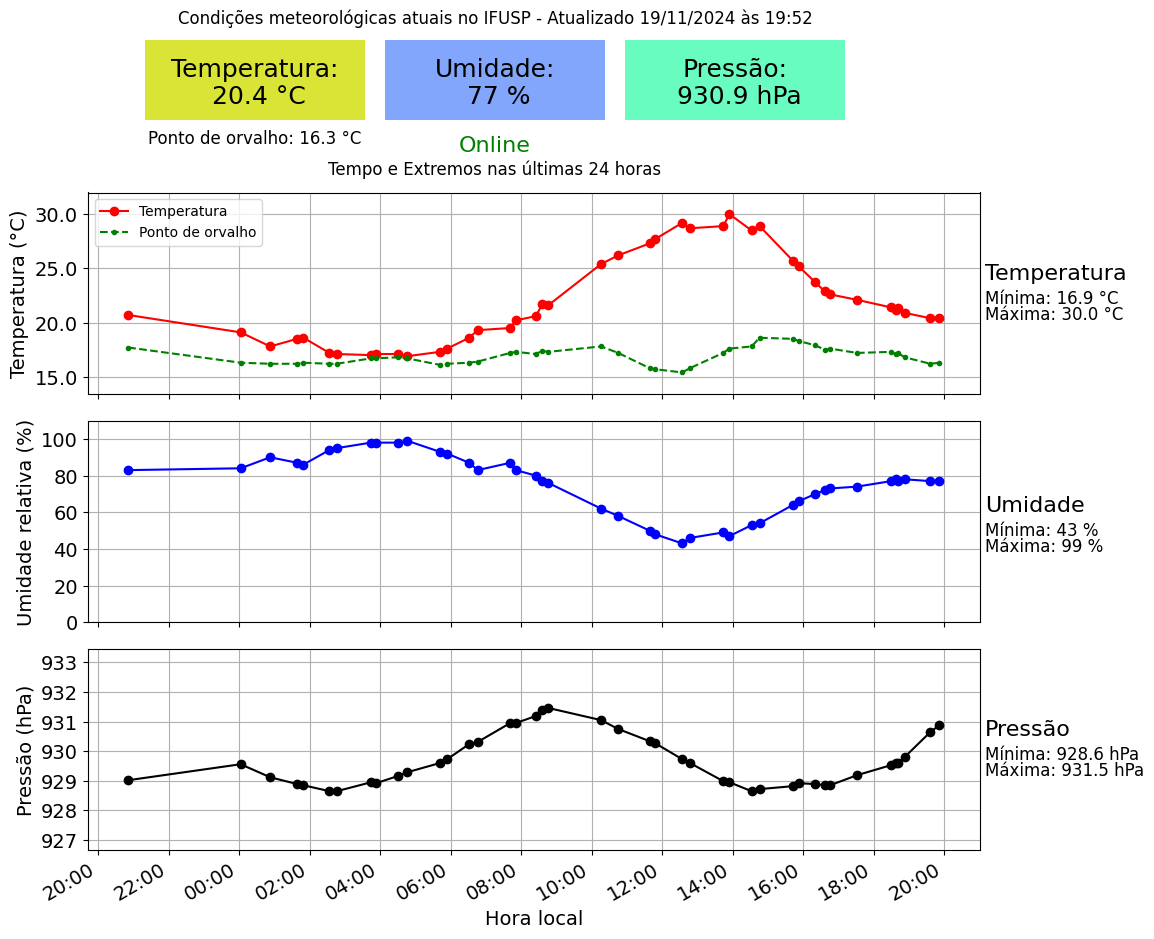 Condições meteorológicas atuais no IFUSP - Atualizado 19/11/2024 às 19:52
Temperatura:
20.4 °C
Umidade:
77 %
Pressão:
930.9 hPa
Ponto de orvalho: 16.3 °C
Online
Tempo e Extremos nas últimas 24 horas
Temperatura (°C)
30.0
25.0
20.0
15.0
Temperatura
Ponto de orvalho
Temperatura
Mínima: 16.9 °C
Máxima: 30.0 °C
Umidade relativa (%)
100
80
60
40
20
0
Umidade
Mínima: 43 %
Máxima: 99 %
Pressão (hPa)
933
932
931
930
929
928
927
Pressão
Mínima: 928.6 hPa
Máxima: 931.5 hPa
20:00 22:00 00:00 02:00 04:00 06:00 08:00 10:00 12:00 14:00 16:00 18:00 20:00
Hora local